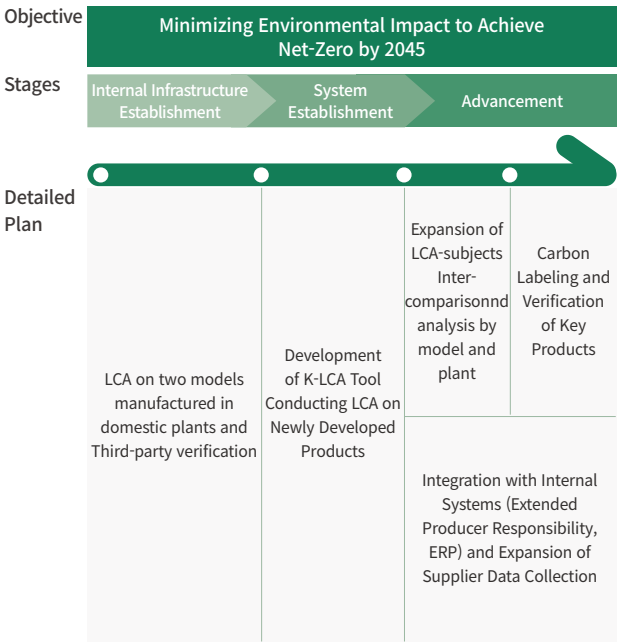 Objective
Minimizing Environmental Impact to Achieve
Net-Zero by 2045
Stages
Internal Infrastructure
Establishment
System
Establishment
Advancement
Detailed
Plan
LCA on two models
manufactured in
domestic plants and
Third-party verification
Development
of K-LCA Tool
Conducting LCA on
Newly Developed
Products
Expansion of
LCA-subjects
Inter-
comparisonnd
analysis by
model and
plant
Carbon
Labeling and
Verification
of Key
Products
Integration with Internal
Systems (Extended
Producer Responsibility,
ERP) and Expansion of
Supplier Data Collection